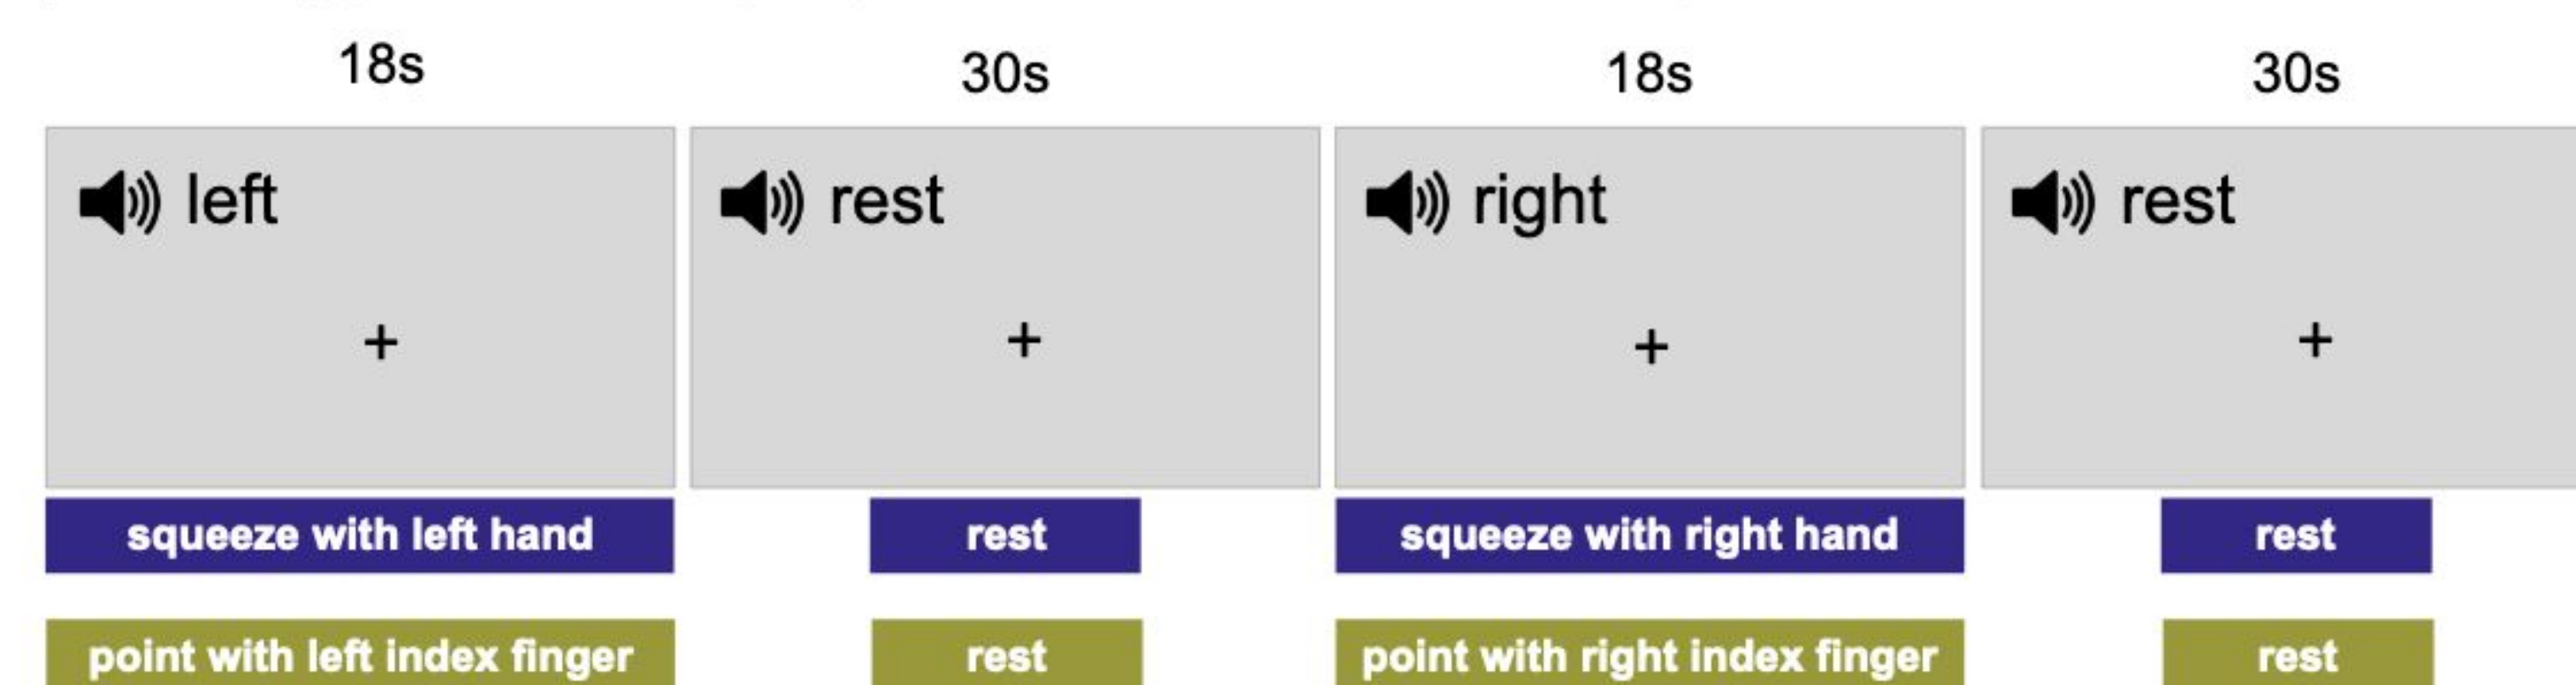 18s 30s 18s 30s
left rest right rest
+ + + +
squeeze with left hand rest squeeze with right hand rest
point with left index finger rest point with right index finger rest